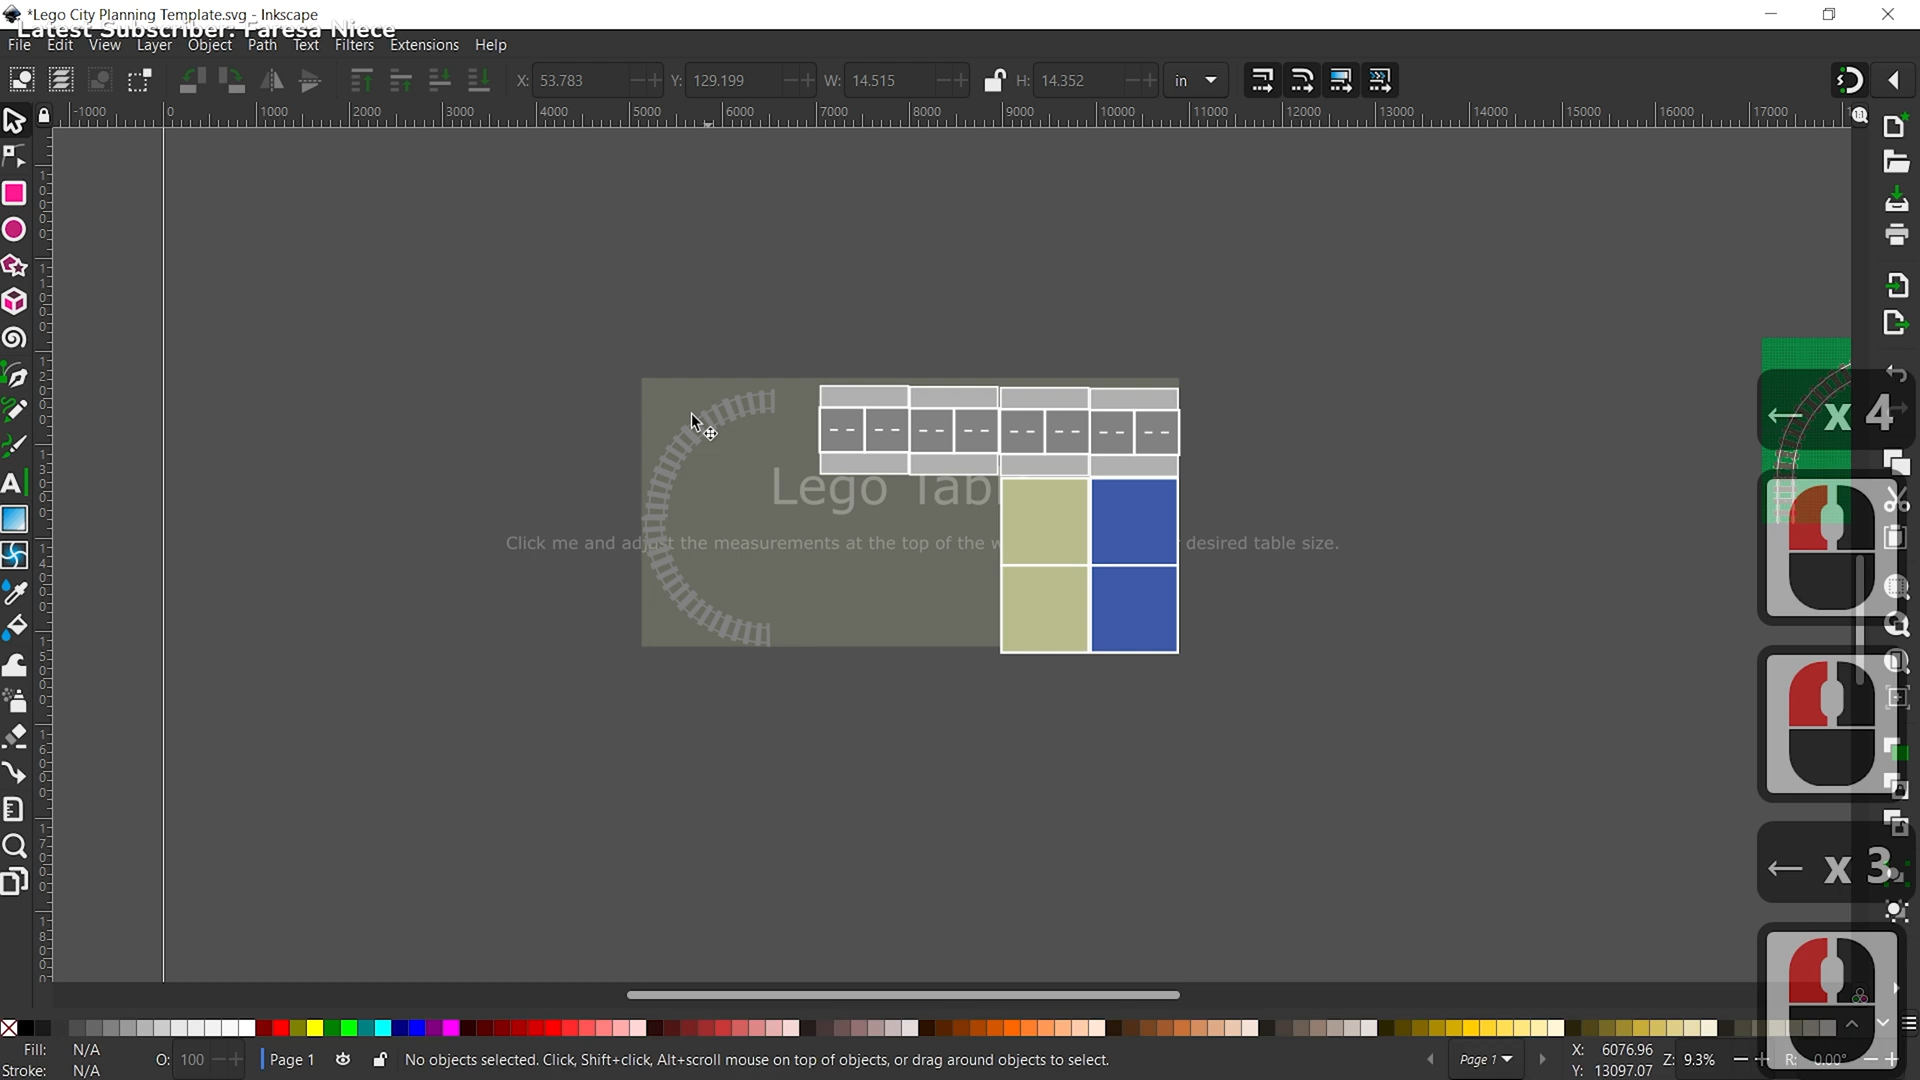 *Lego City Planning Template.svg - Inkscape
Latest Subscriber: Faresa Niece
File Edit View Layer Object Path Text Filters Extensions Help
X: 53.783 Y: 129.199 W: 14.515 H: 14.352 in
-1000 0 1000 2000 3000 4000 5000 6000 7000 8000 9000 10000 11000 12000 13000 14000 15000 16000 17000
← x 4
Lego Tab
Click me and adjust the measurements at the top of the w desired table size.
← x 3
Fill: N/A
Stroke: N/A
O: 100
Page 1
No objects selected. Click, Shift+click, Alt+scroll mouse on top of objects, or drag around objects to select.
Page 1
X: 6076.96
Y: 13097.07
Z: 9.3%
R: 0.00°